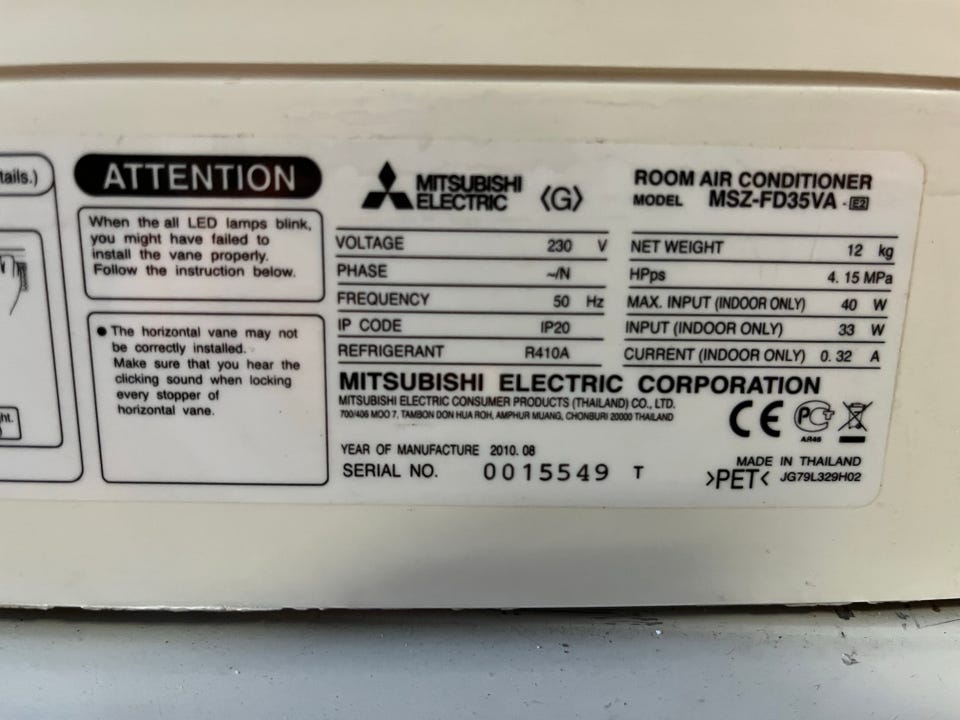 tails.)
ht.
ATTENTION
When the all LED lamps blink,
you might have failed to
install the vane properly.
Follow the instruction below.
● The horizontal vane may not
be correctly installed.
Make sure that you hear the
clicking sound when locking
every stopper of
horizontal vane.
MITSUBISHI
ELECTRIC
〈G〉
ROOM AIR CONDITIONER
MODEL MSZ-FD35VA - E2
VOLTAGE 230 V
PHASE ~/N
FREQUENCY 50 Hz
IP CODE IP20
REFRIGERANT R410A
NET WEIGHT 12 kg
HPps 4. 15 MPa
MAX. INPUT (INDOOR ONLY) 40 W
INPUT (INDOOR ONLY) 33 W
CURRENT (INDOOR ONLY) 0. 32 A
MITSUBISHI ELECTRIC CORPORATION
MITSUBISHI ELECTRIC CONSUMER PRODUCTS (THAILAND) CO., LTD.
700/406 MOO 7, TAMBON DON HUA ROH, AMPHUR MUANG, CHONBURI 20000 THAILAND
CE
AR46
YEAR OF MANUFACTURE 2010. 08
SERIAL NO. 0015549 T
MADE IN THAILAND
>PET< JG79L329H02